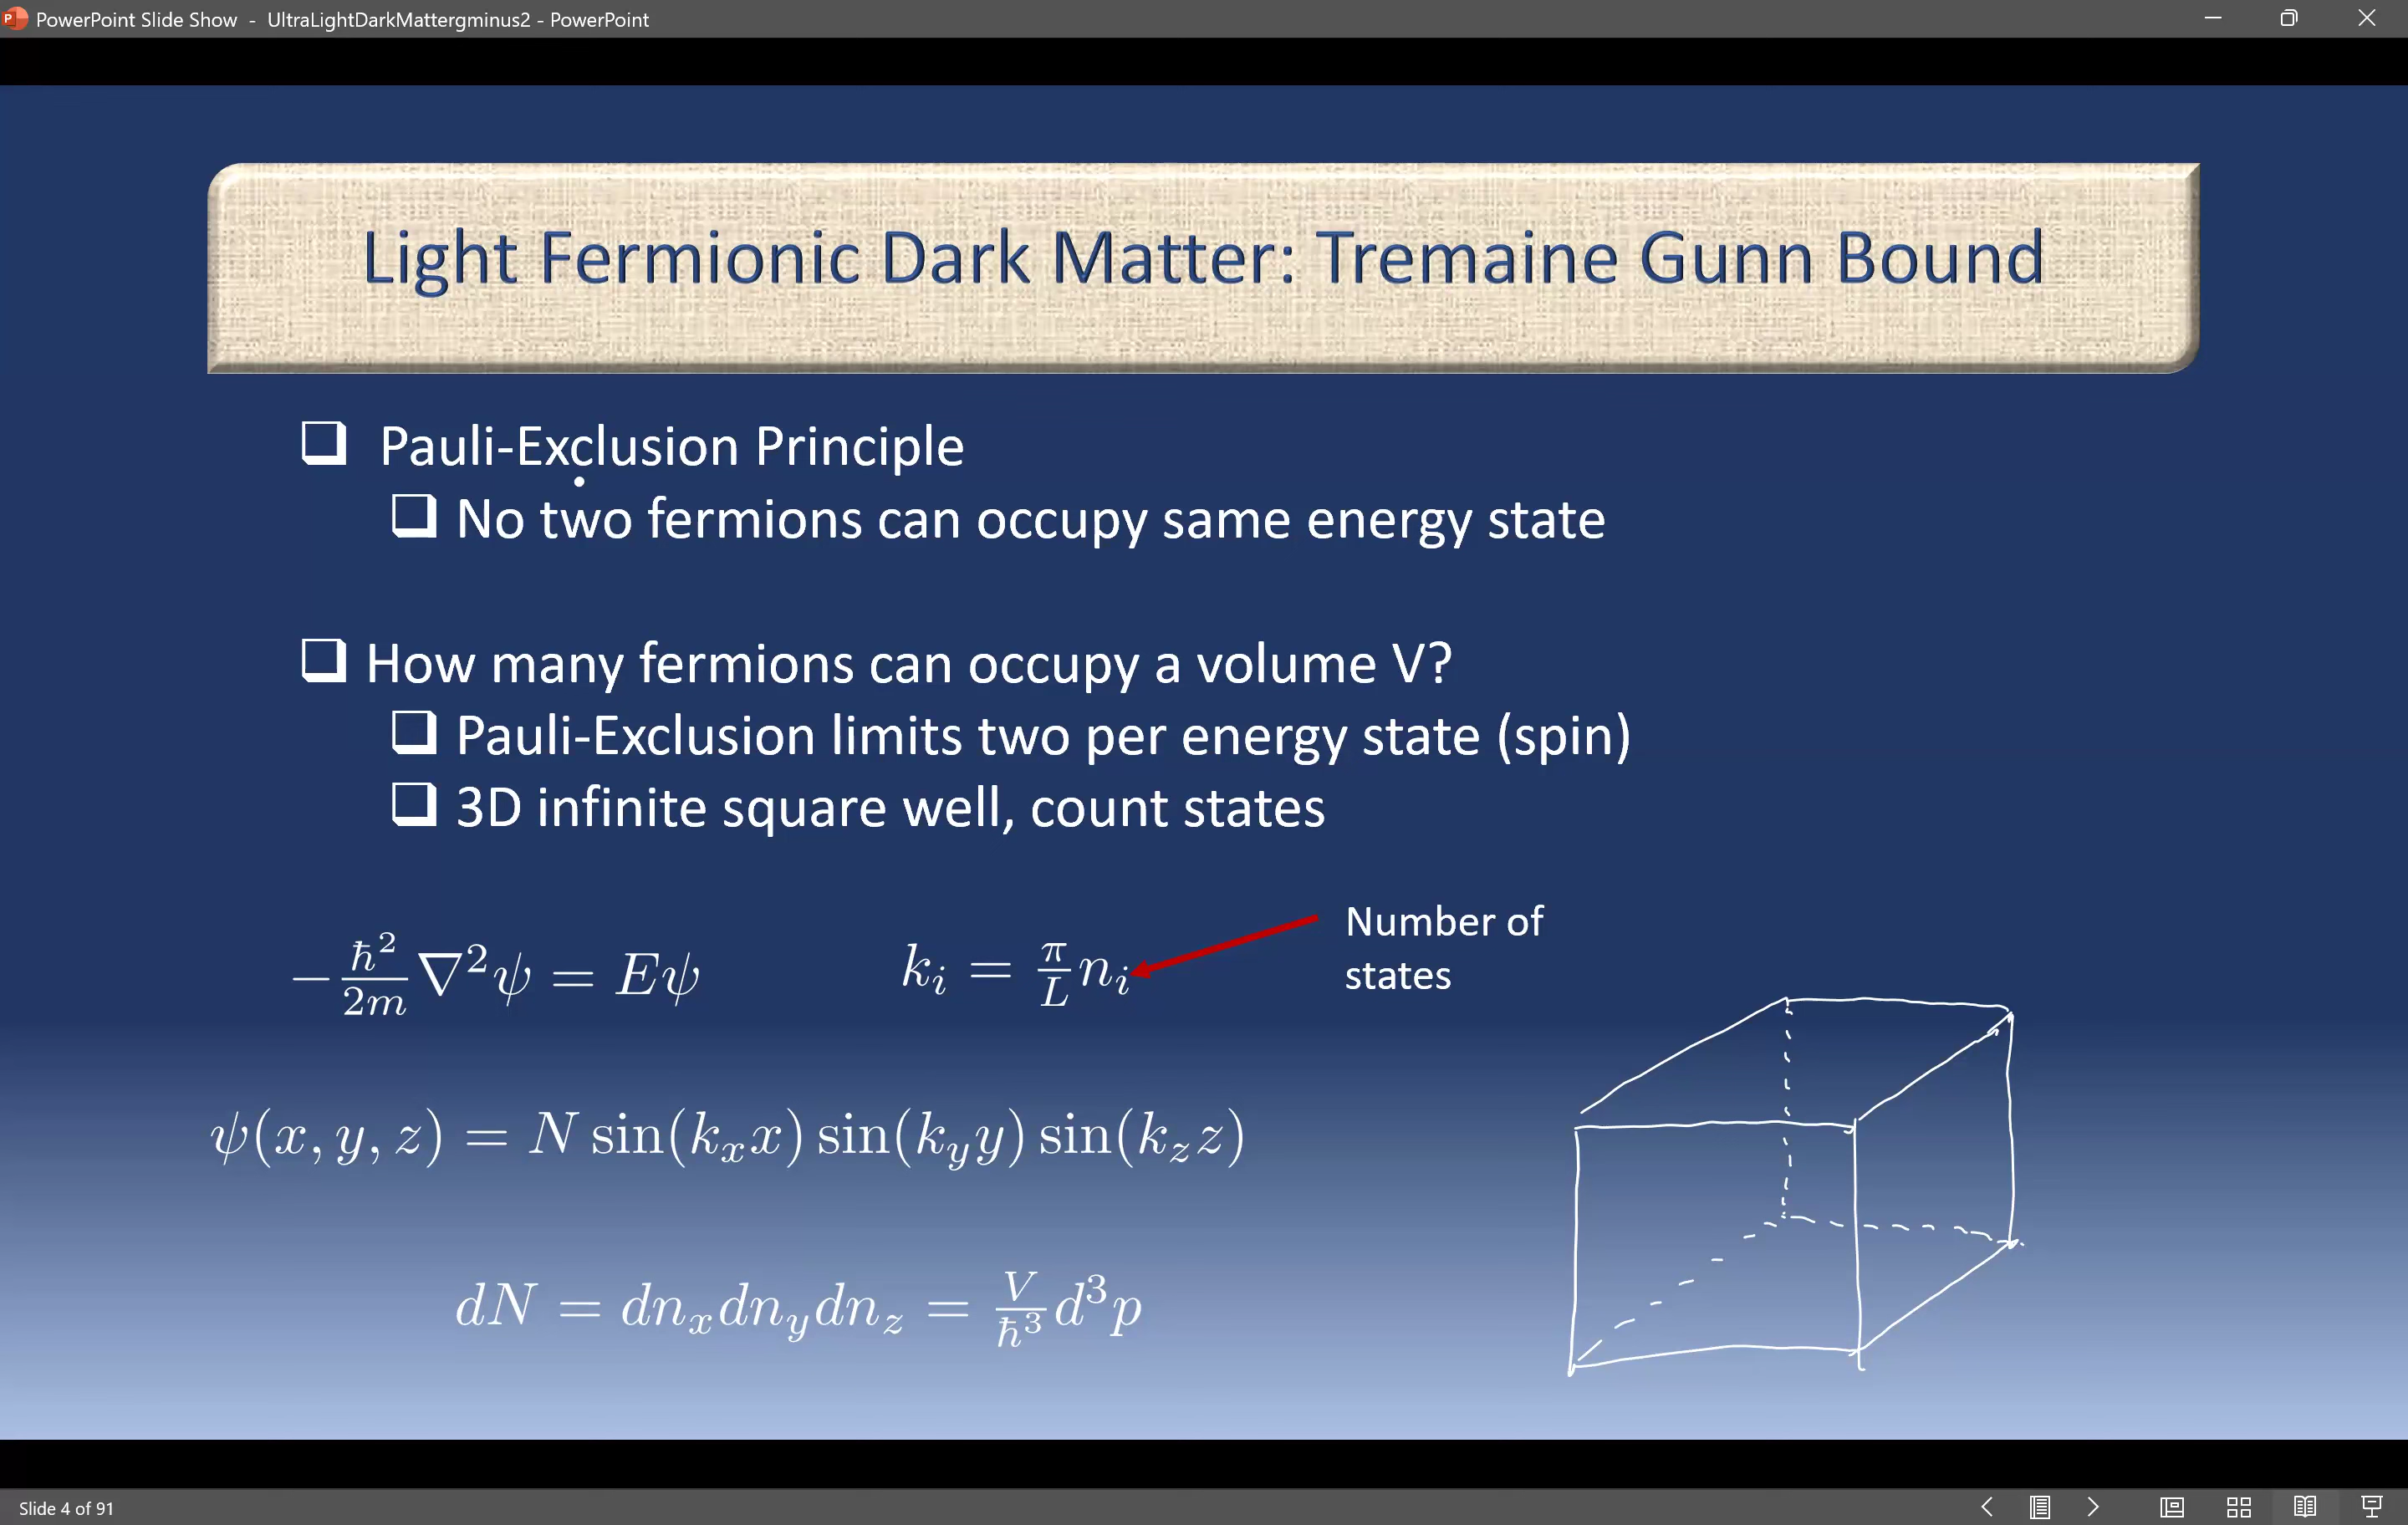 PowerPoint Slide Show - UltraLightDarkMattergminus2 - PowerPoint
Light Fermionic Dark Matter: Tremaine Gunn Bound
❑ Pauli-Exclusion Principle
❑ No two fermions can occupy same energy state
❑ How many fermions can occupy a volume V?
❑ Pauli-Exclusion limits two per energy state (spin)
❑ 3D infinite square well, count states
Number of
states
$-\frac{\hbar^2}{2m}\nabla^2\psi = E\psi$
$k_i = \frac{\pi}{L}n_i$
$\psi(x, y, z) = N \sin(k_x x) \sin(k_y y) \sin(k_z z)$
$dN = dn_x dn_y dn_z = \frac{V}{\hbar^3}d^3p$
Slide 4 of 91